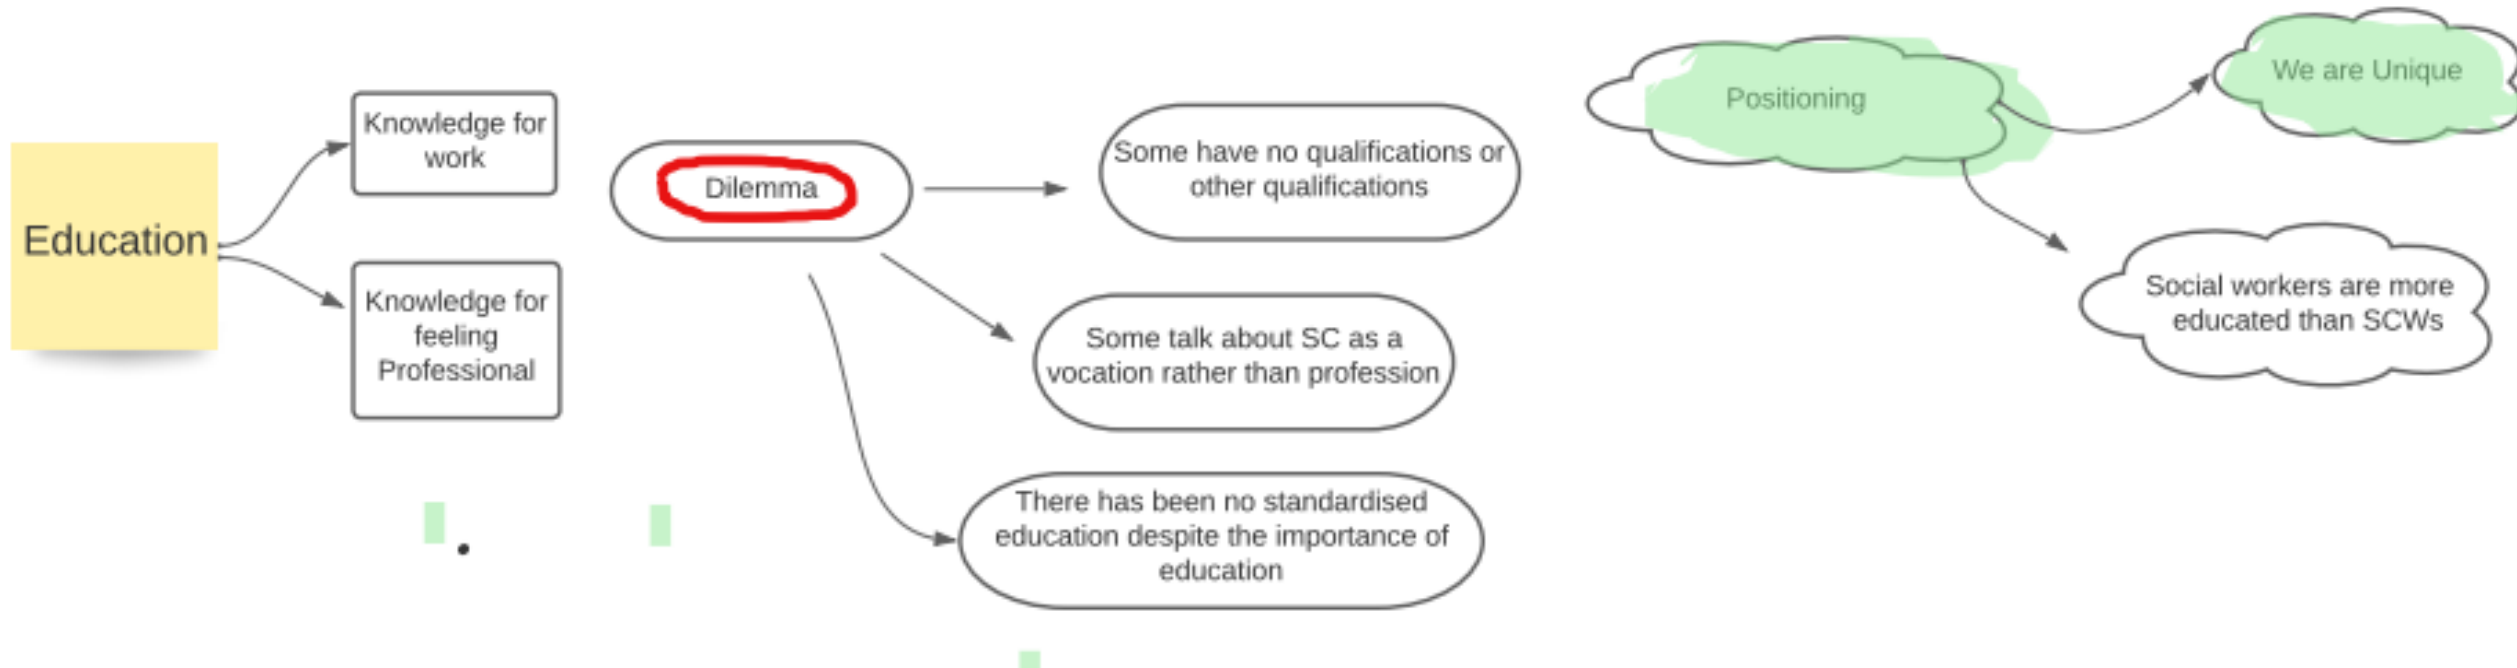 Education
Knowledge for
work
Knowledge for
feeling
Professional
Dilemma
Some have no qualifications or
other qualifications
Some talk about SC as a
vocation rather than profession
There has been no standardised
education despite the importance of
education
Positioning
We are Unique
Social workers are more
educated than SCWs